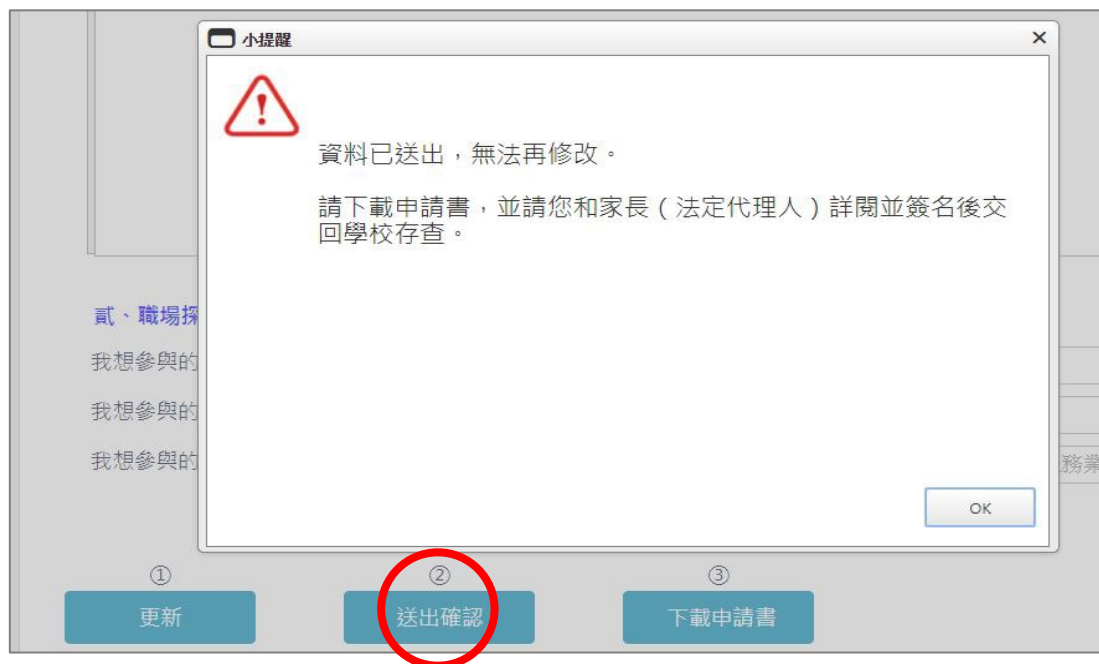 小提醒
資料已送出，無法再修改。
請下載申請書，並請您和家長（法定代理人）詳閱並簽名後交
回學校存查。
貳、職場探
我想參與的
我想參與的
我想參與的
務業
OK
① ② ③
更新 送出確認 下載申請書